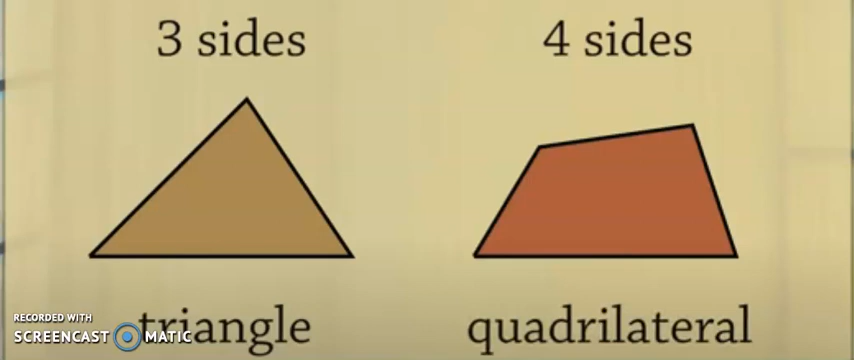 3 sides
4 sides
triangle
quadrilateral
RECORDED WITH
SCREENCAST MATIC